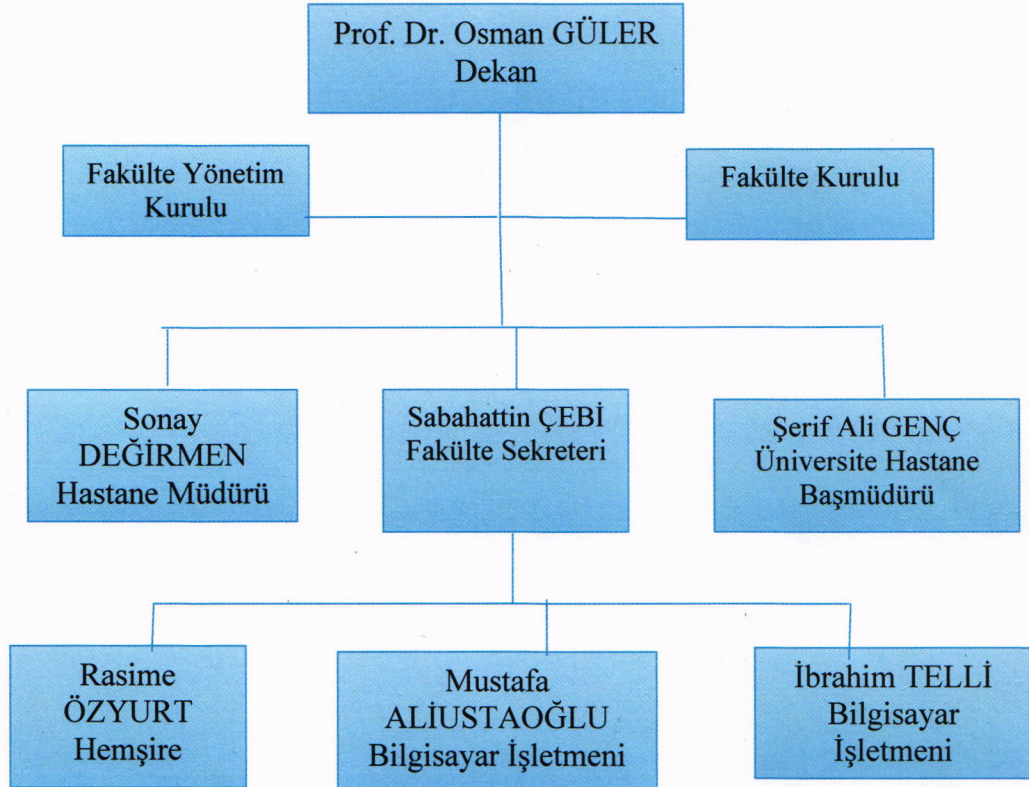 Prof. Dr. Osman GÜLER
Dekan
Fakülte Yönetim
Kurulu
Fakülte Kurulu
Sonay
DEĞİRMEN
Hastane Müdürü
Sabahattin ÇEBİ
Fakülte Sekreteri
Şerif Ali GENÇ
Üniversite Hastane
Başmüdürü
Rasime
ÖZYURT
Hemşire
Mustafa
ALİUSTAOĞLU
Bilgisayar İşletmeni
İbrahim TELLİ
Bilgisayar
İşletmeni